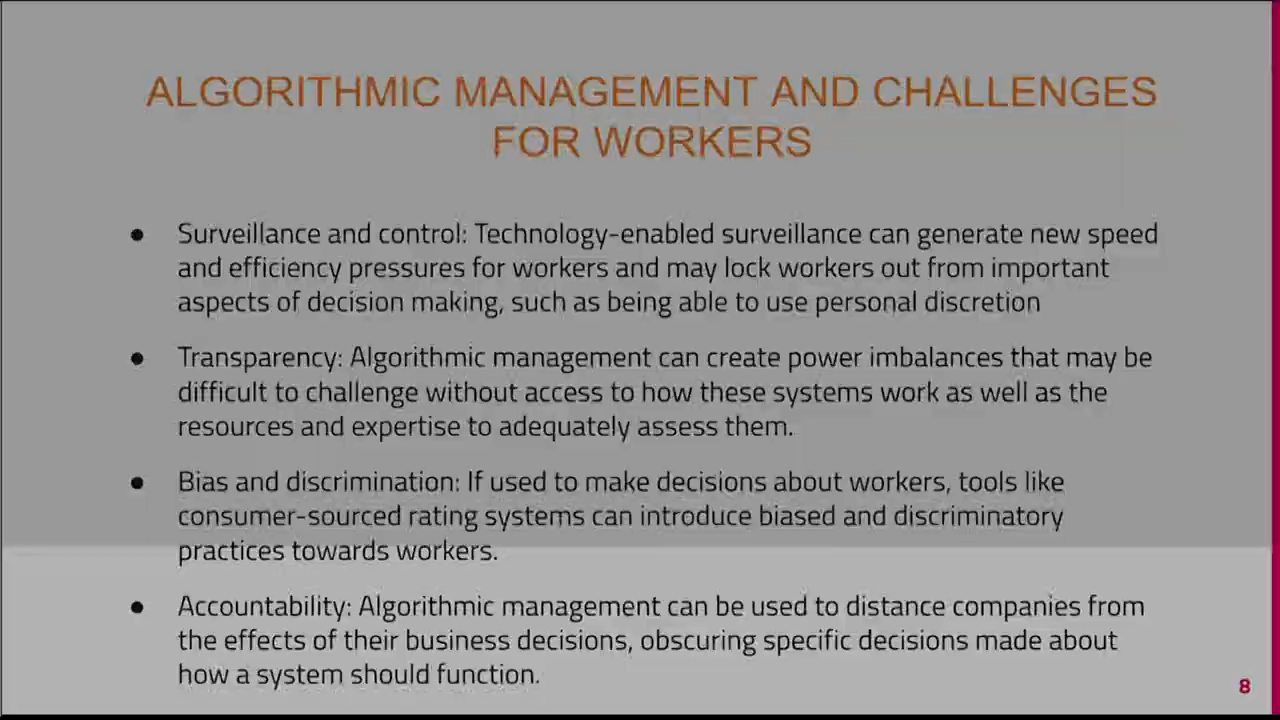 ALGORITHMIC MANAGEMENT AND CHALLENGES
FOR WORKERS
● Surveillance and control: Technology-enabled surveillance can generate new speed
and efficiency pressures for workers and may lock workers out from important
aspects of decision making, such as being able to use personal discretion
● Transparency: Algorithmic management can create power imbalances that may be
difficult to challenge without access to how these systems work as well as the
resources and expertise to adequately assess them.
● Bias and discrimination: If used to make decisions about workers, tools like
consumer-sourced rating systems can introduce biased and discriminatory
practices towards workers.
● Accountability: Algorithmic management can be used to distance companies from
the effects of their business decisions, obscuring specific decisions made about
how a system should function.
8